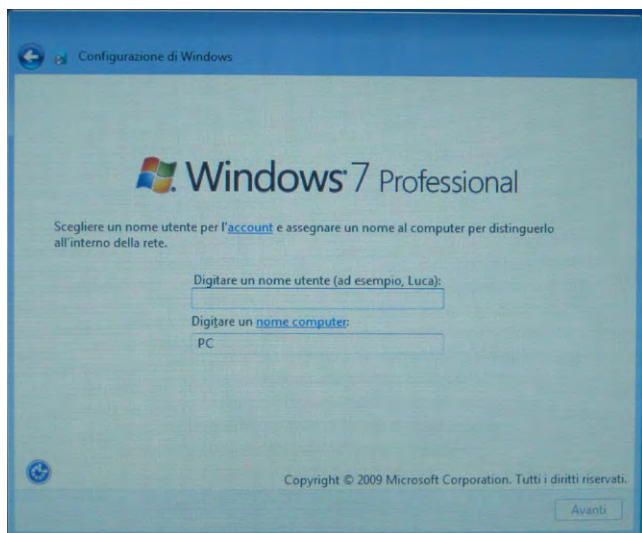 Configurazione di Windows
Windows 7 Professional
Scegliere un nome utente per l'account e assegnare un nome al computer per distinguerlo
all'interno della rete.
Digitare un nome utente (ad esempio, Luca):
Digitare un nome computer:
PC
Copyright © 2009 Microsoft Corporation. Tutti i diritti riservati.
Avanti